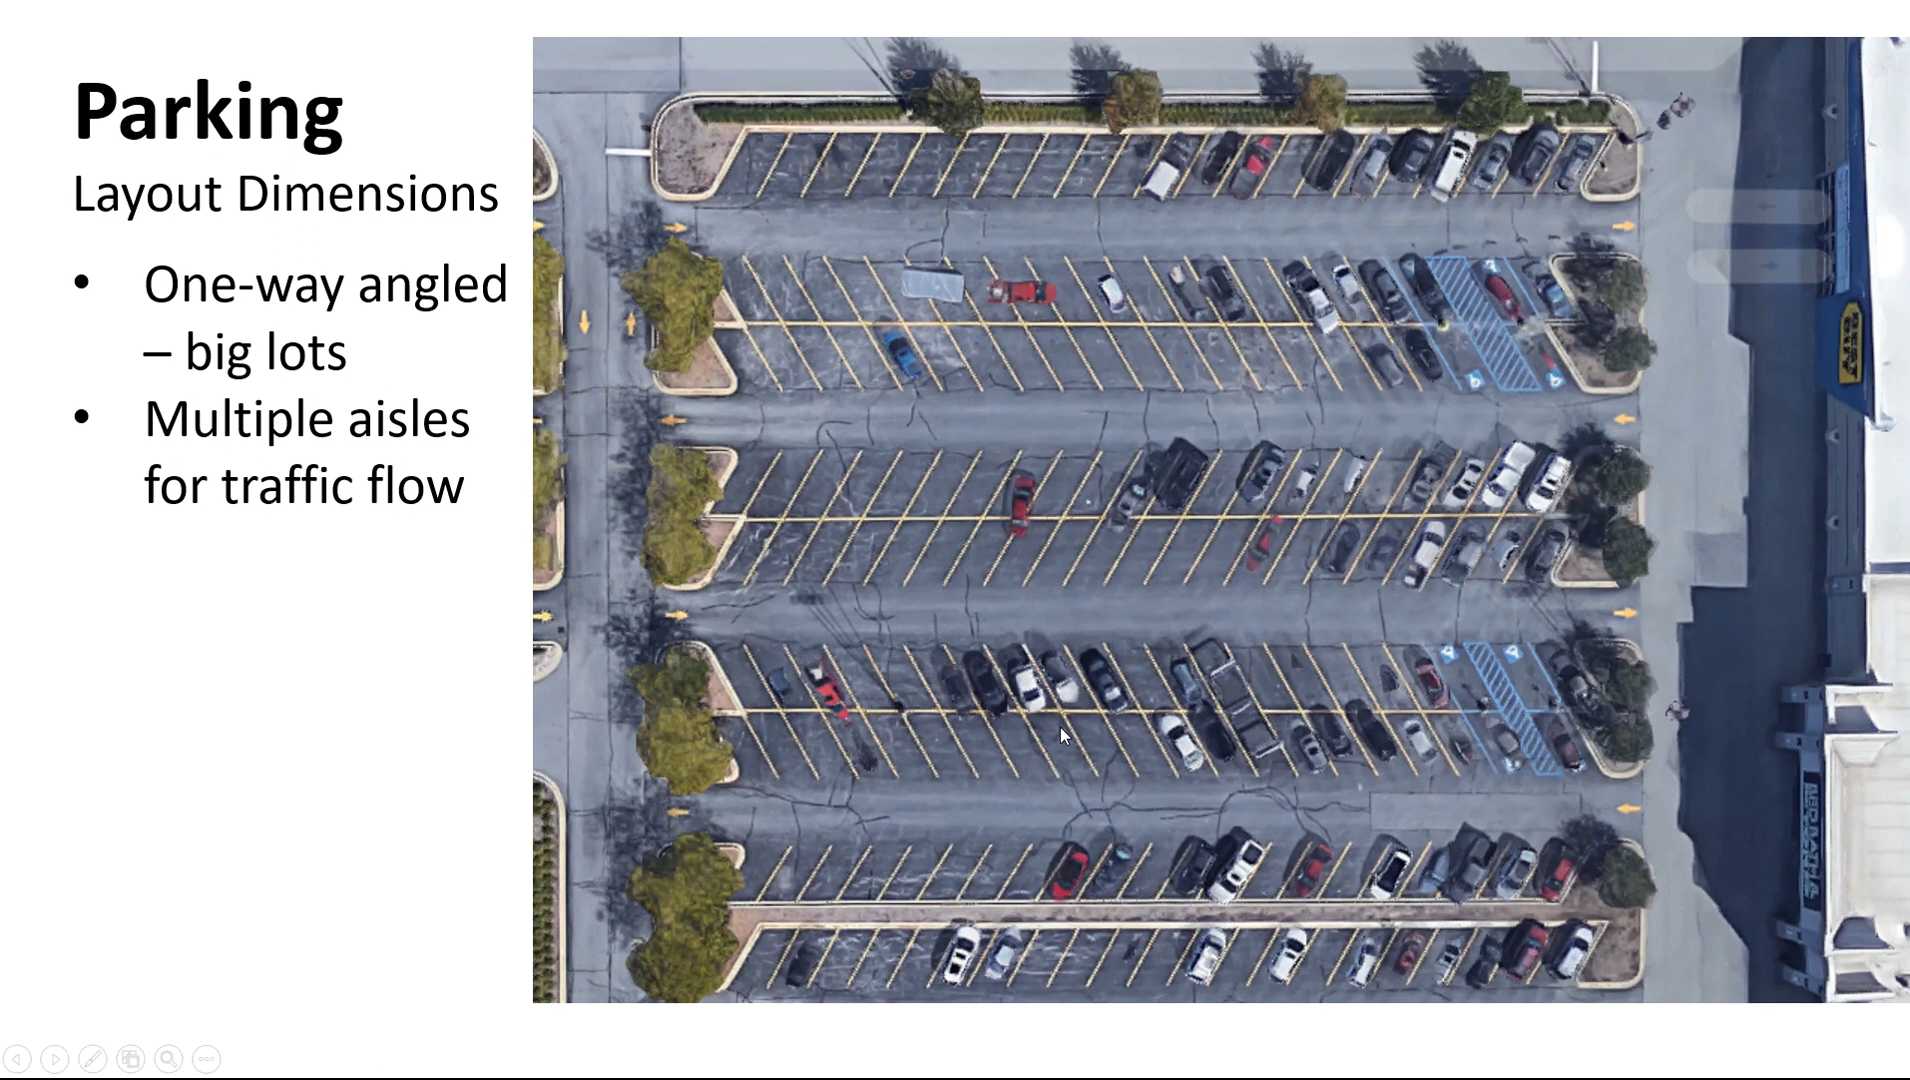 Parking
Layout Dimensions
• One-way angled
– big lots
• Multiple aisles
for traffic flow